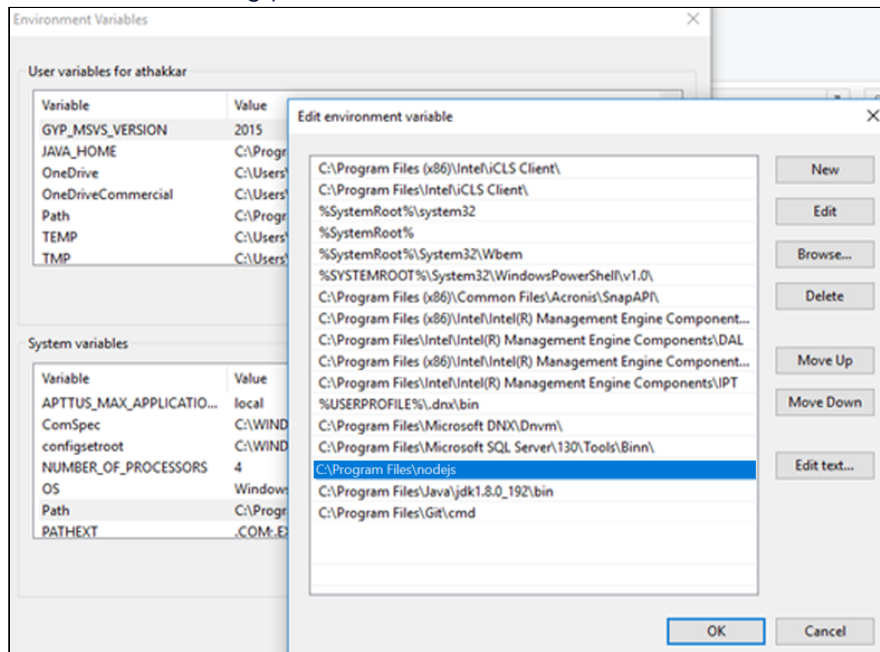 Environment Variables
User variables for athakkar
Variable Value
GYP_MSVS_VERSION 2015
JAVA_HOME C:\Progr
OneDrive C:\Users
OneDriveCommercial C:\Users
Path C:\Progr
TEMP C:\Users
TMP C:\Users
System variables
Variable Value
APTTUS_MAX_APPLICATIO... local
ComSpec C:\WIND
configsetroot C:\WIND
NUMBER_OF_PROCESSORS 4
OS Windows
Path C:\Progr
PATHEXT .COM;.E
Edit environment variable
C:\Program Files (x86)\Intel\iCLS Client\
C:\Program Files\Intel\iCLS Client\
%SystemRoot%\system32
%SystemRoot%
%SystemRoot%\System32\Wbem
%SYSTEMROOT%\System32\WindowsPowerShell\v1.0\
C:\Program Files (x86)\Common Files\Acronis\SnapAPI\
C:\Program Files (x86)\Intel\Intel(R) Management Engine Component...
C:\Program Files\Intel\Intel(R) Management Engine Components\DAL
C:\Program Files (x86)\Intel\Intel(R) Management Engine Component...
C:\Program Files\Intel\Intel(R) Management Engine Components\IPT
%USERPROFILE%\.dnx\bin
C:\Program Files\Microsoft DNX\Dnvm\
C:\Program Files\Microsoft SQL Server\130\Tools\Binn\
C:\Program Files\nodejs
C:\Program Files\Java\jdk1.8.0_192\bin
C:\Program Files\Git\cmd
New
Edit
Browse...
Delete
Move Up
Move Down
Edit text...
OK
Cancel